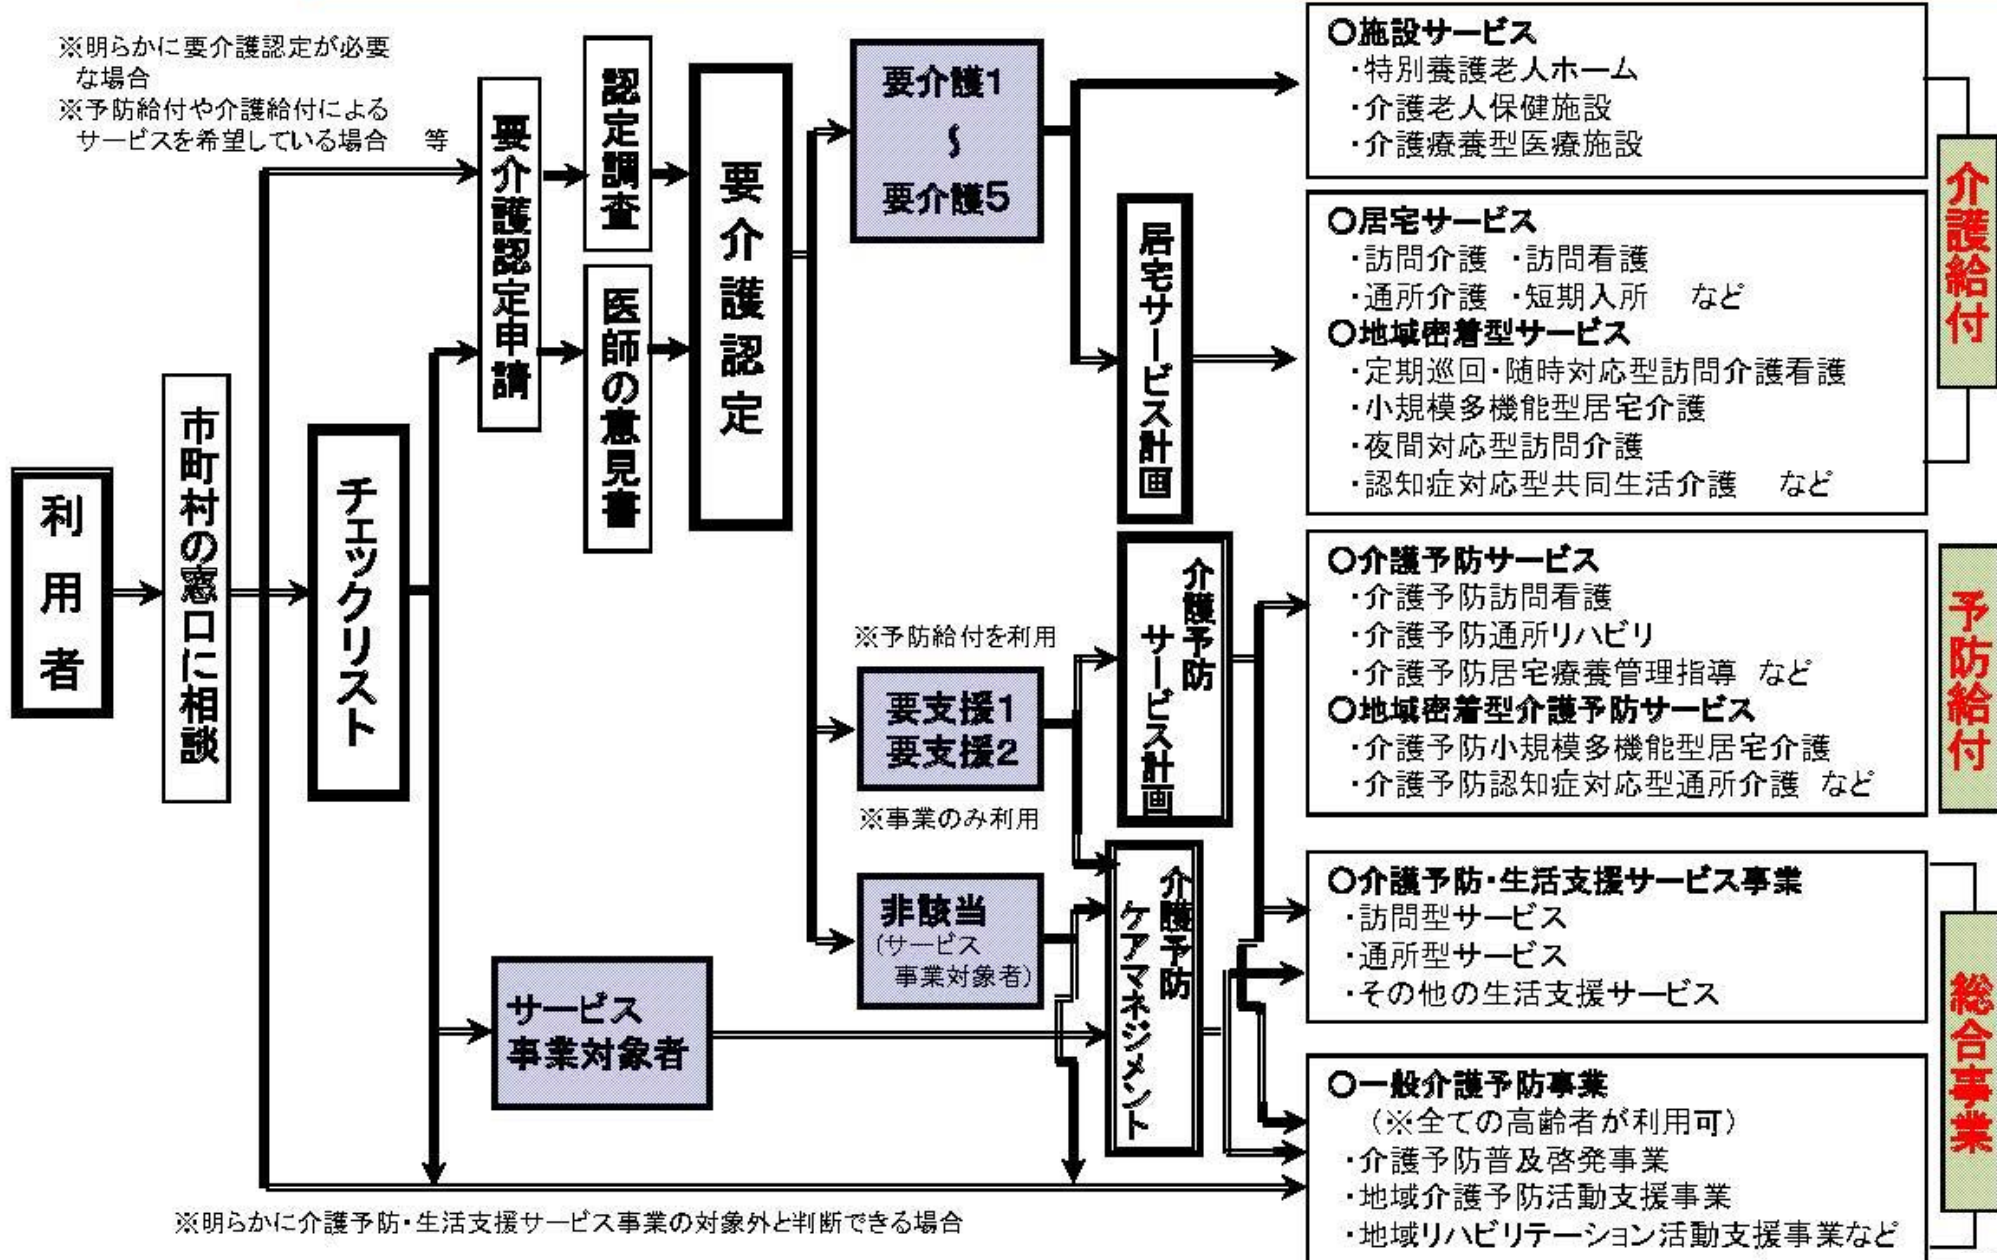 ※明らかに要介護認定が必要
な場合
※予防給付や介護給付による
サービスを希望している場合 等
利用者
市町村の窓口に相談
チェックリスト
要介護認定申請
認定調査
医師の意見書
要介護認定
要介護1
〜
要介護5
※予防給付を利用
要支援1
要支援2
※事業のみ利用
非該当
(サービス
事業対象者)
サービス
事業対象者
居宅サービス計画
介護予防
サービス計画
介護予防
ケアマネジメント
○施設サービス
・特別養護老人ホーム
・介護老人保健施設
・介護療養型医療施設
○居宅サービス
・訪問介護 ・訪問看護
・通所介護 ・短期入所 など
○地域密着型サービス
・定期巡回・随時対応型訪問介護看護
・小規模多機能型居宅介護
・夜間対応型訪問介護
・認知症対応型共同生活介護 など
介護給付
○介護予防サービス
・介護予防訪問看護
・介護予防通所リハビリ
・介護予防居宅療養管理指導 など
○地域密着型介護予防サービス
・介護予防小規模多機能型居宅介護
・介護予防認知症対応型通所介護 など
予防給付
○介護予防・生活支援サービス事業
・訪問型サービス
・通所型サービス
・その他の生活支援サービス
○一般介護予防事業
(※全ての高齢者が利用可)
・介護予防普及啓発事業
・地域介護予防活動支援事業
・地域リハビリテーション活動支援事業など
総合事業
※明らかに介護予防・生活支援サービス事業の対象外と判断できる場合